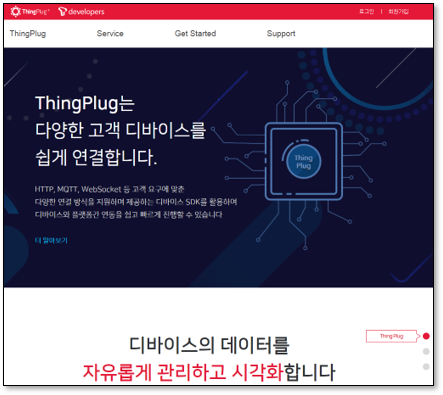 ThingPlug developers 로그인 | 회원가입
ThingPlug Service Get Started Support
ThingPlug는
다양한 고객 디바이스를
쉽게 연결합니다.
Thing
Plug
HTTP, MQTT, WebSocket 등 고객 요구에 맞춘
다양한 연결 방식을 지원하며 제공하는 디바이스 SDK를 활용하여
디바이스와 플랫폼간 연동을 쉽고 빠르게 진행할 수 있습니다
더 알아보기
디바이스의 데이터를
자유롭게 관리하고 시각화합니다
ThingPlug